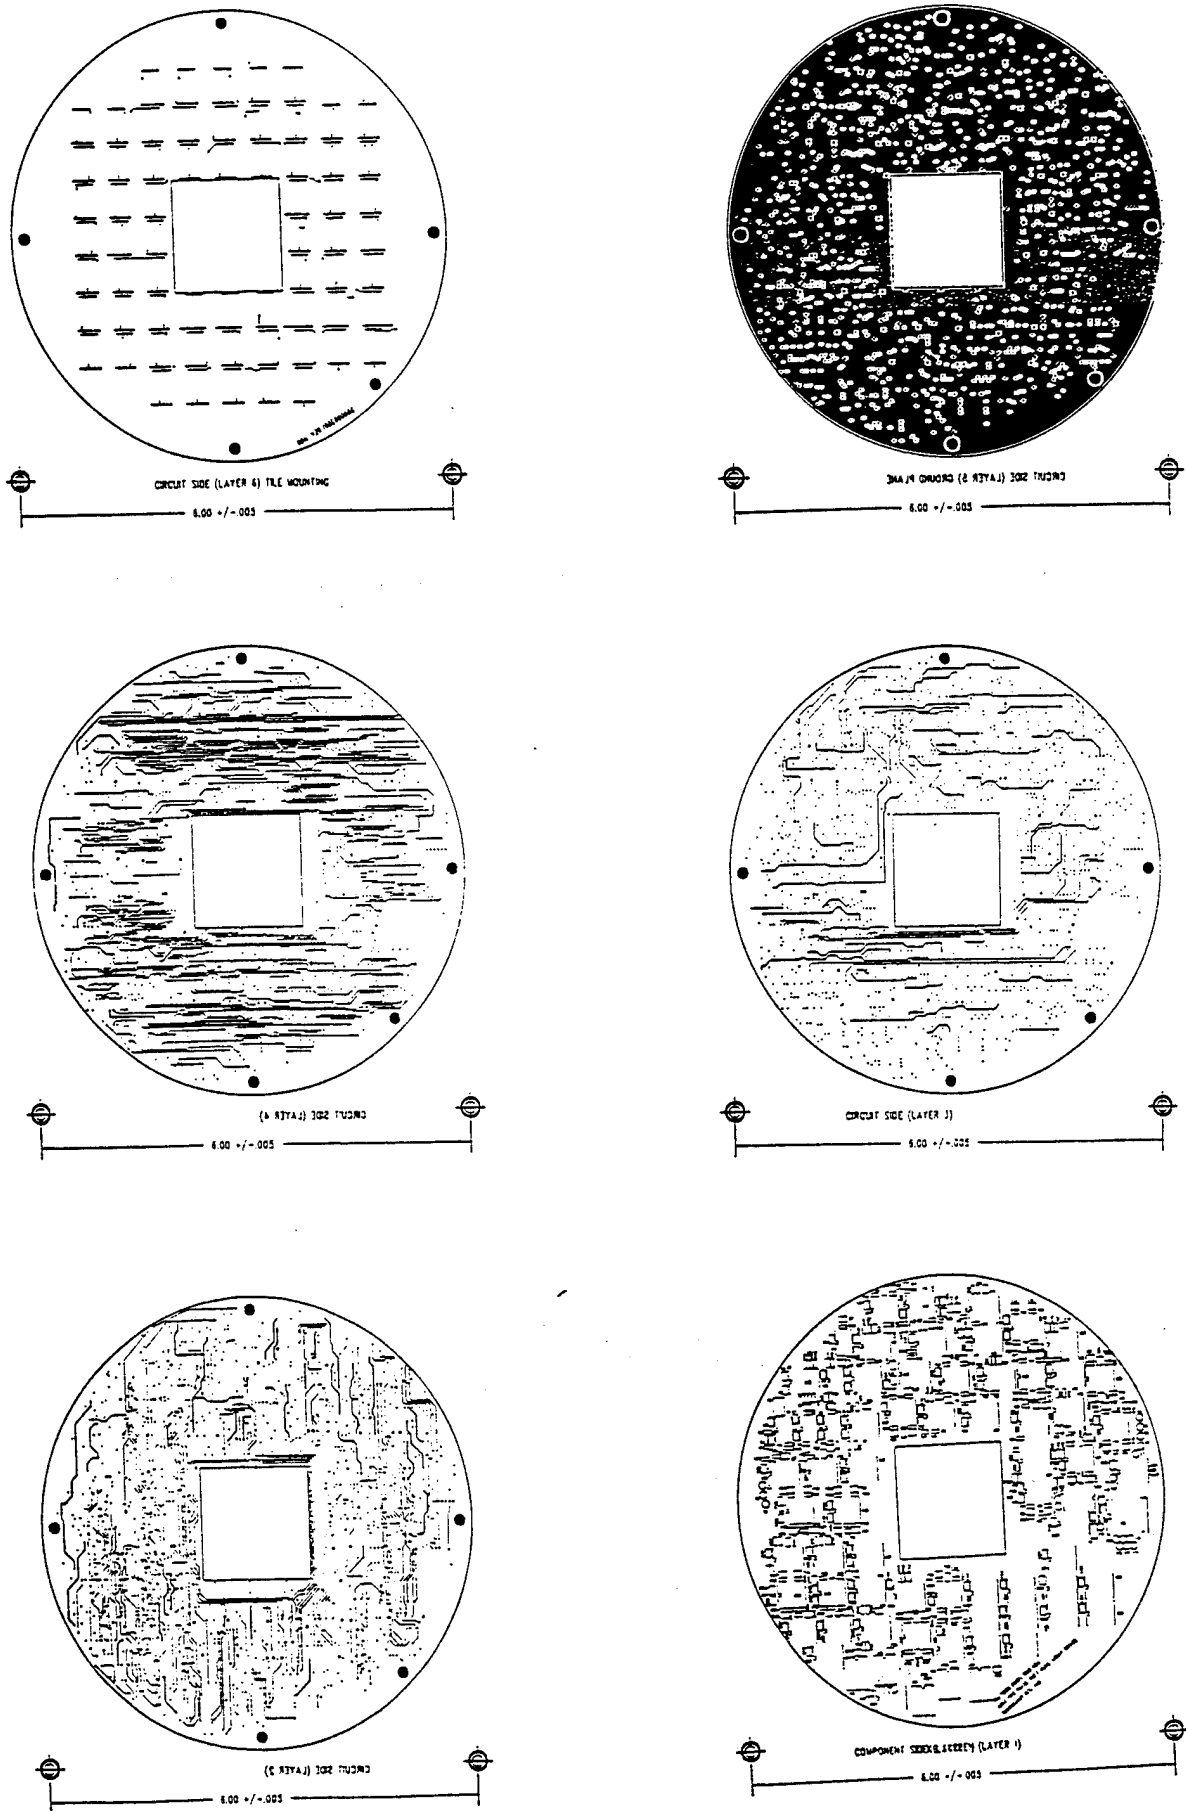 CIRCUIT SIDE (LAYER 6) TILE MOUNTING
6.00 +/-.005
CIRCUIT SIDE (LAYER 5) GROUND PLANE
6.00 +/-.005
CIRCUIT SIDE (LAYER 4)
6.00 +/-.005
CIRCUIT SIDE (LAYER 3)
6.00 +/-.005
CIRCUIT SIDE (LAYER 2)
6.00 +/-.005
COMPONENT (LAYER 1)
6.00 +/-.005